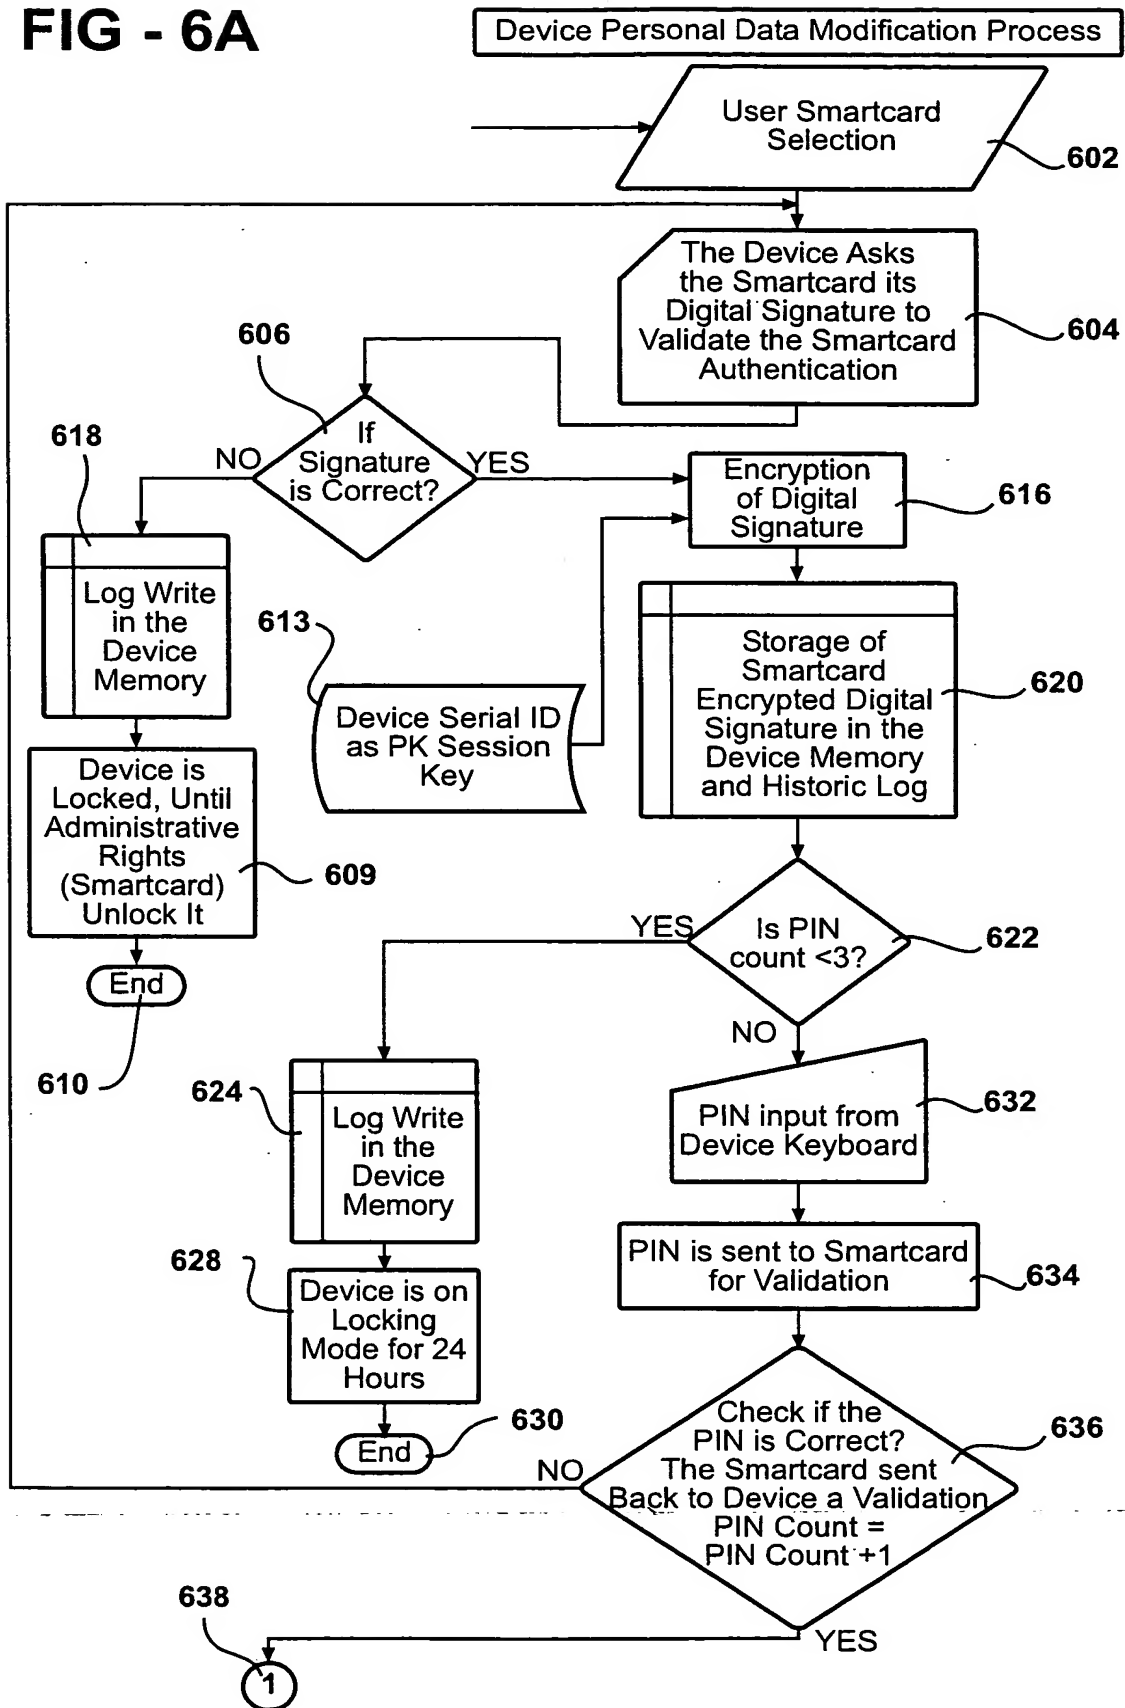 FIG - 6A
Device Personal Data Modification Process
User Smartcard
Selection
602
The Device Asks
the Smartcard its
Digital Signature to
Validate the Smartcard
Authentication
604
606
If
Signature
is Correct?
NO
YES
618
Log Write
in the
Device
Memory
Encryption
of Digital
Signature
616
613
Device Serial ID
as PK Session
Key
Storage of
Smartcard
Encrypted Digital
Signature in the
Device Memory
and Historic Log
620
Device is
Locked, Until
Administrative
Rights
(Smartcard)
Unlock It
609
End
610
Is PIN
count <3?
622
YES
NO
624
Log Write
in the
Device
Memory
PIN input from
Device Keyboard
632
628
Device is on
Locking
Mode for 24
Hours
PIN is sent to Smartcard
for Validation
634
End
630
Check if the
PIN is Correct?
The Smartcard sent
Back to Device a Validation
PIN Count =
PIN Count +1
636
NO
YES
638
1